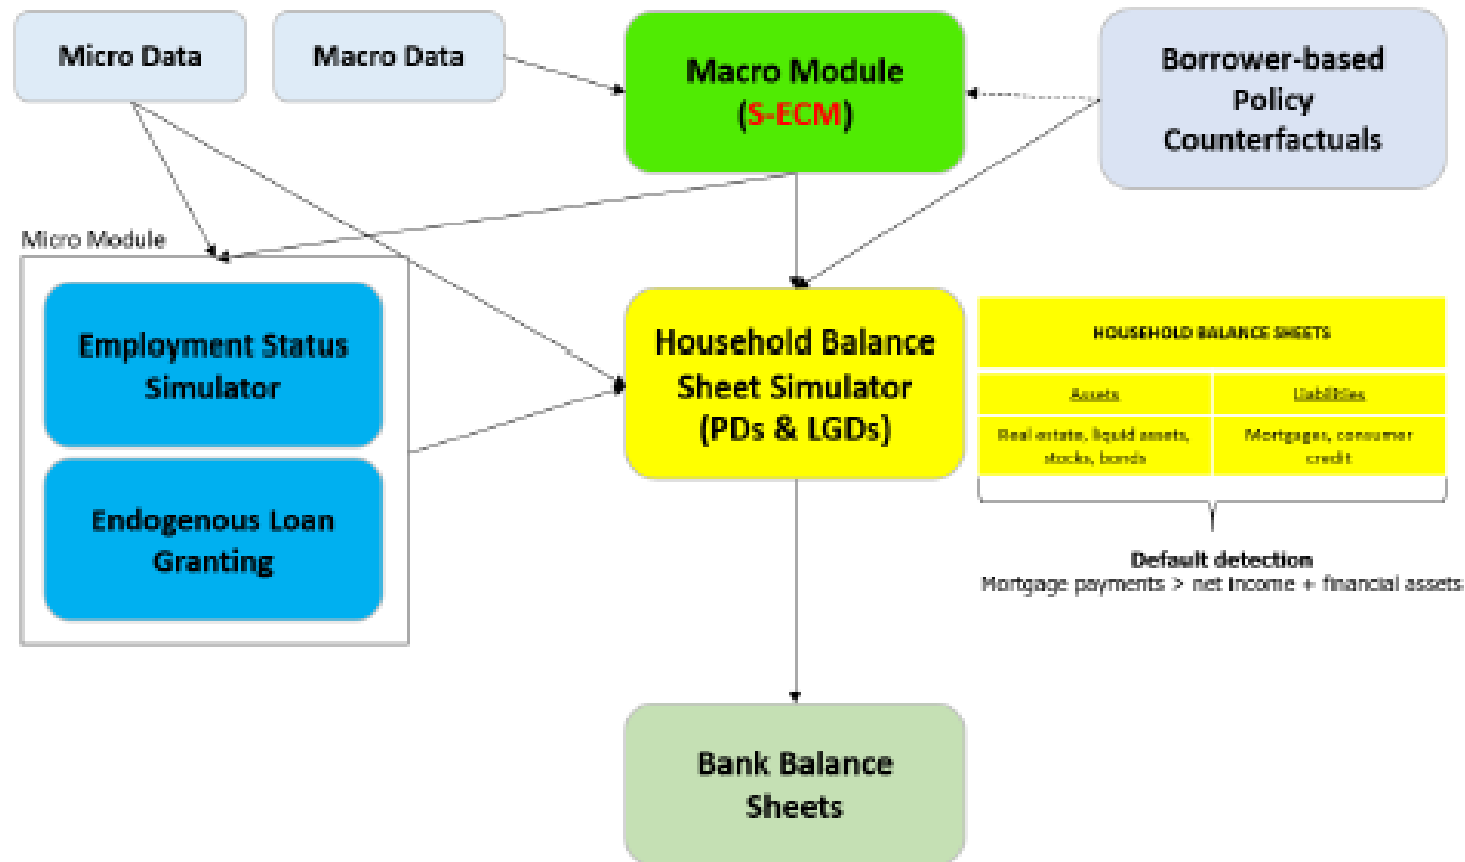 Micro Data
Macro Data
Macro Module
(S-ECM)
Borrower-based
Policy
Counterfactuals
Micro Module
Employment Status
Simulator
Endogenous Loan
Granting
Household Balance
Sheet Simulator
(PDs & LGDs)
HOUSEHOLD BALANCE SHEETS
Assets
Liabilities
Real estate, liquid assets,
stocks, bonds
Mortgages, consumer
credit
Default detection
Mortgage payments > net income + financial assets
Bank Balance
Sheets